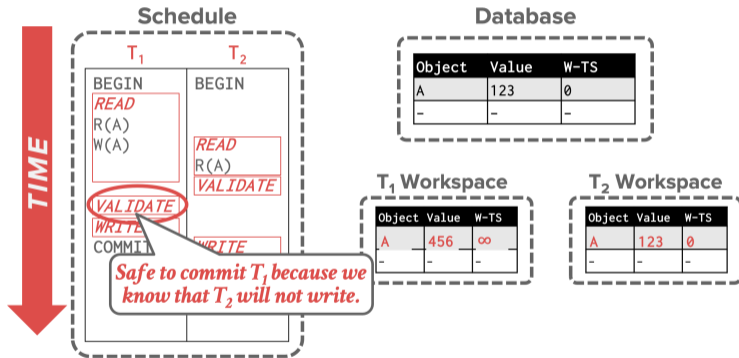 Schedule
TIME
T1 T2
BEGIN BEGIN
READ
R(A)
W(A) READ
R(A)
VALIDATE
VALIDATE
WRITE
COMMIT WRITE
Safe to commit T1 because we
know that T2 will not write.
Database
Object Value W-TS
A 123 0
- - -
T1 Workspace
Object Value W-TS
A 456 ∞
- - -
T2 Workspace
Object Value W-TS
A 123 0
- - -